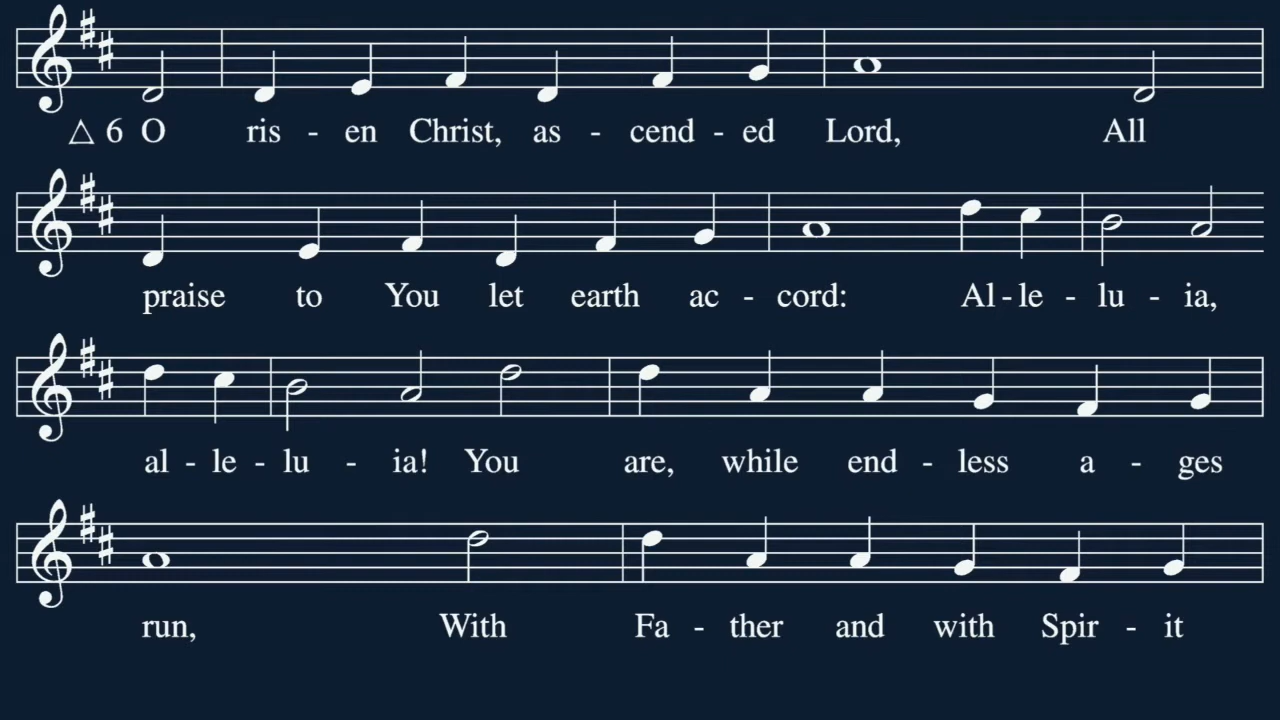 △ 6 O ris - en Christ, as - cend - ed Lord, All
praise to You let earth ac - cord: Al - le - lu - ia,
al - le - lu - ia! You are, while end - less a - ges
run, With Fa - ther and with Spir - it